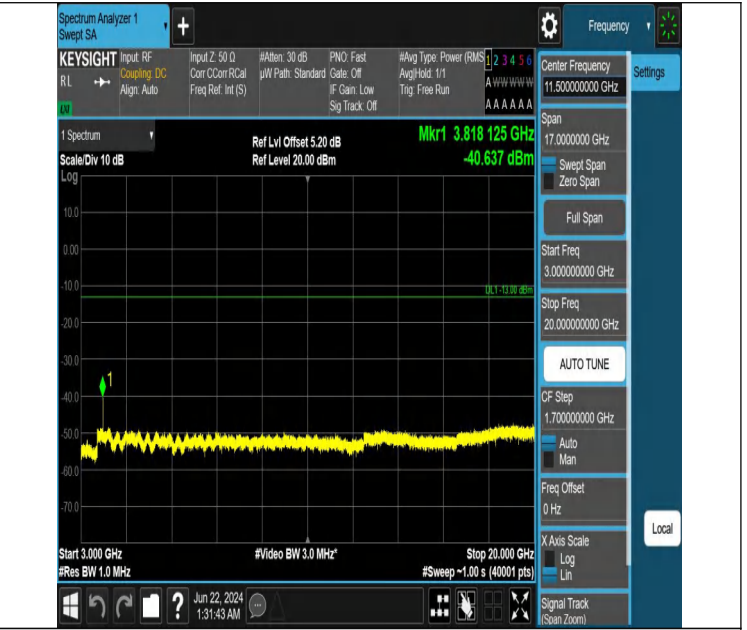 Spectrum Analyzer 1
Swept SA
+
Frequency
KEYSIGHT
RL
LNI
Input: RF
Coupling: DC
Align: Auto
Input Z: 50 Ω
Corr CCorr RCal
Freq Ref: Int (S)
#Atten: 30 dB
µW Path: Standard
PNO: Fast
Gate: Off
IF Gain: Low
Sig Track: Off
#Avg Type: Power (RMS
Avg|Hold: 1/1
Trig: Free Run
1 2 3 4 5 6
A W W W W W
A A A A A A
1 Spectrum
Scale/Div 10 dB
Log
Ref Lvl Offset 5.20 dB
Ref Level 20.00 dBm
Mkr1 3.818 125 GHz
-40.637 dBm
10.0
0.00
-10.0
DL1 -13.00 dBm
-20.0
-30.0
1
-40.0
-50.0
-60.0
-70.0
Start 3.000 GHz
#Res BW 1.0 MHz
#Video BW 3.0 MHz*
Stop 20.000 GHz
#Sweep ~1.00 s (40001 pts)
Jun 22, 2024
1:31:43 AM
Center Frequency
11.500000000 GHz
Settings
Span
17.0000000 GHz
Swept Span
Zero Span
Full Span
Start Freq
3.000000000 GHz
Stop Freq
20.000000000 GHz
AUTO TUNE
CF Step
1.700000000 GHz
Auto
Man
Freq Offset
0 Hz
X Axis Scale
Log
Lin
Local
Signal Track
(Span Zoom)